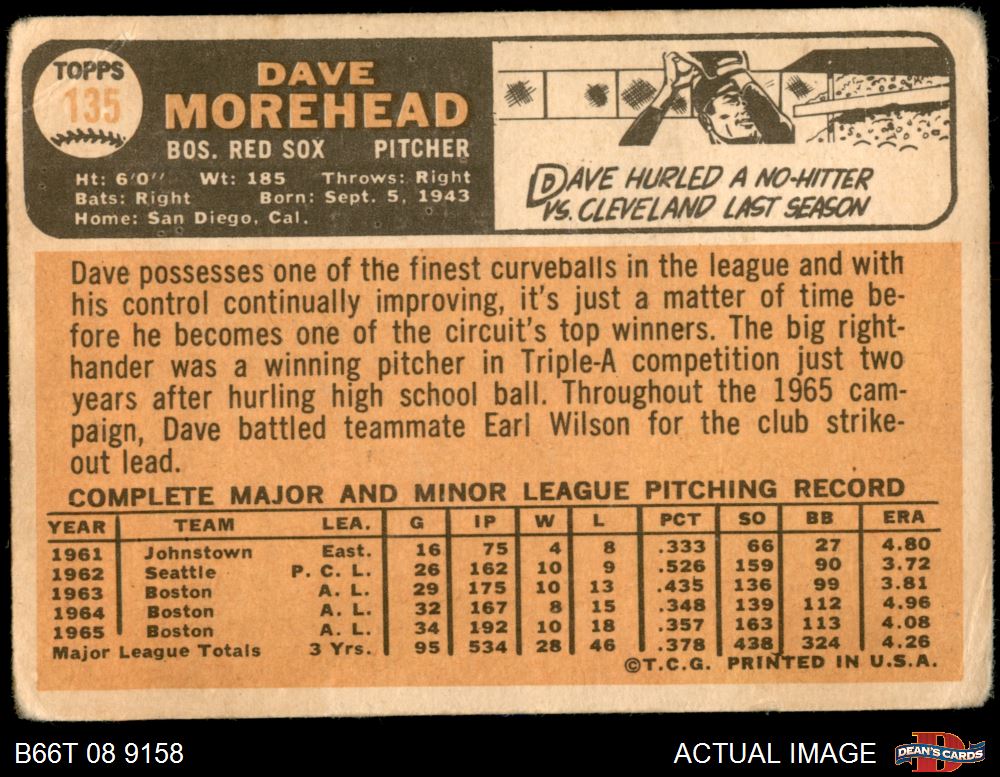 TOPPS
135
DAVE
MOREHEAD
BOS. RED SOX PITCHER
Ht: 6'0" Wt: 185 Throws: Right
Bats: Right Born: Sept. 5, 1943
Home: San Diego, Cal.
DAVE HURLED A NO-HITTER
VS. CLEVELAND LAST SEASON
Dave possesses one of the finest curveballs in the league and with
his control continually improving, it's just a matter of time be-
fore he becomes one of the circuit's top winners. The big right-
hander was a winning pitcher in Triple-A competition just two
years after hurling high school ball. Throughout the 1965 cam-
paign, Dave battled teammate Earl Wilson for the club strike-
out lead.
COMPLETE MAJOR AND MINOR LEAGUE PITCHING RECORD
YEAR TEAM LEA. G IP W L PCT SO BB ERA
1961 Johnstown East. 16 75 4 8 .333 66 27 4.80
1962 Seattle P. C. L. 26 162 10 9 .526 159 90 3.72
1963 Boston A. L. 29 175 10 13 .435 136 99 3.81
1964 Boston A. L. 32 167 8 15 .348 139 112 4.96
1965 Boston A. L. 34 192 10 18 .357 163 113 4.08
Major League Totals 3 Yrs. 95 534 28 46 .378 438 324 4.26
©T.C.G. PRINTED IN U.S.A.
B66T 08 9158 ACTUAL IMAGE
DEAN'S CARDS